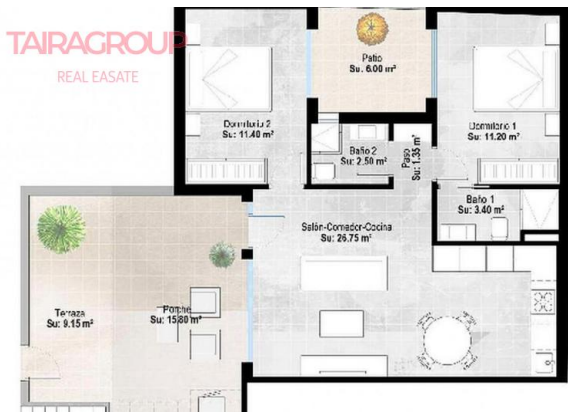 TAIRAGROUP
REAL EASATE
Patio
Su: 6.00 m²
Dormitorio 2
Su: 11.40 m²
Dormitorio 1
Su: 11.20 m²
Baño 2
Su: 2.50 m²
Paso
Su: 1.35 m²
Baño 1
Su: 3.40 m²
Salón-Comedor-Cocina
Su: 26.75 m²
Terraza
Su: 9.15 m²
Porche
Su: 15.80 m²